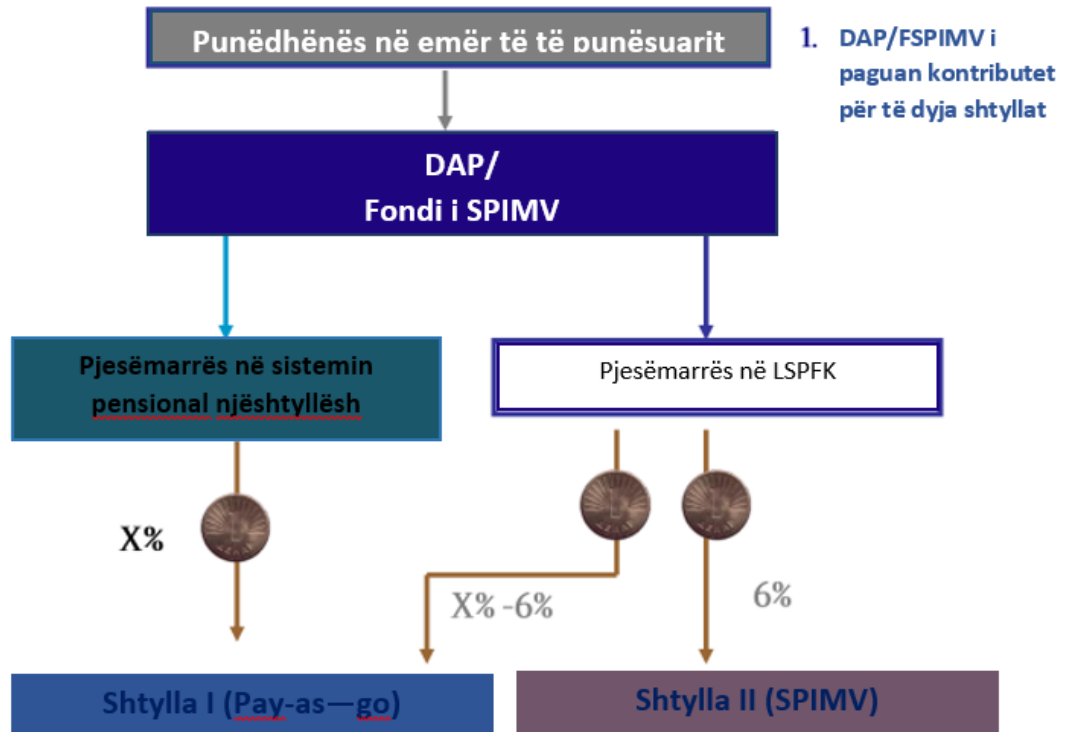 Punëdhënës në emër të të punësuarit
1. DAP/FSPIMV i
paguan kontributet
për të dyja shtyllat
DAP/
Fondi i SPIMV
Pjesëmarrës në sistemin
pensional njështyllësh
Pjesëmarrës në LSPFK
X%
X% -6%
6%
Shtylla I (Pay-as—go)
Shtylla II (SPIMV)